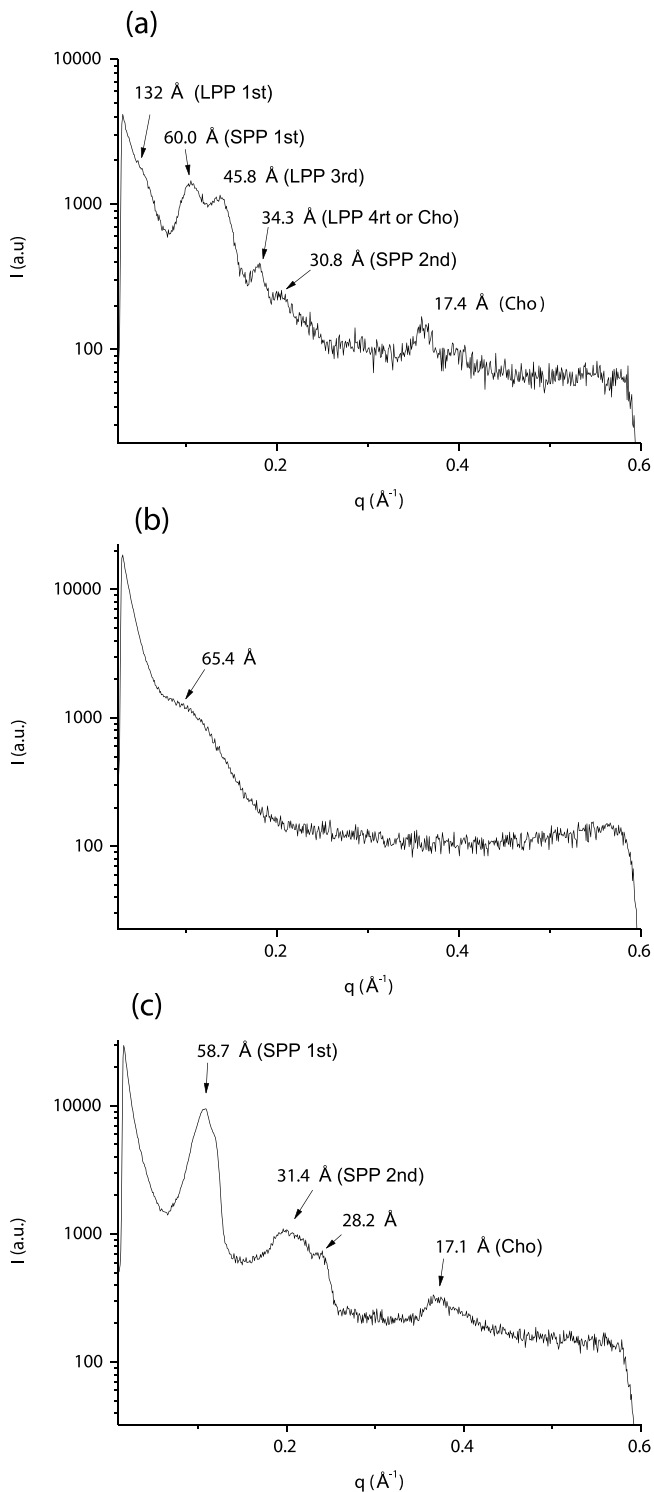 (a)
10000
132 Å (LPP 1st)
60.0 Å (SPP 1st)
45.8 Å (LPP 3rd)
1000
34.3 Å (LPP 4rt or Cho)
30.8 Å (SPP 2nd)
I (a.u)
17.4 Å (Cho)
100
0.2
0.4
0.6
q (Å-1)
(b)
10000
65.4 Å
1000
I (a.u.)
100
0.2
0.4
0.6
q (Å-1)
(c)
58.7 Å (SPP 1st)
10000
31.4 Å (SPP 2nd)
28.2 Å
1000
17.1 Å (Cho)
I (a.u.)
100
0.2
0.4
0.6
q (Å-1)